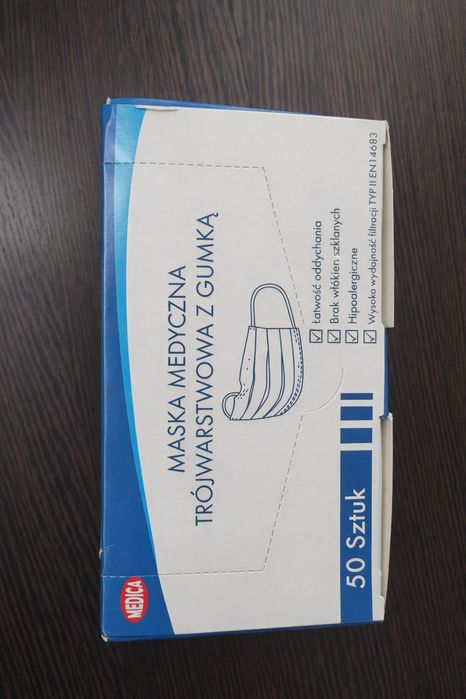 MEDICA
MASKA MEDYCZNA
TRÓJWARSTWOWA Z GUMKĄ
Łatwość oddychania
Brak włókien szklanych
Hipoalergiczne
Wysoka wydajność filtracji TYP II EN14683
50 Sztuk